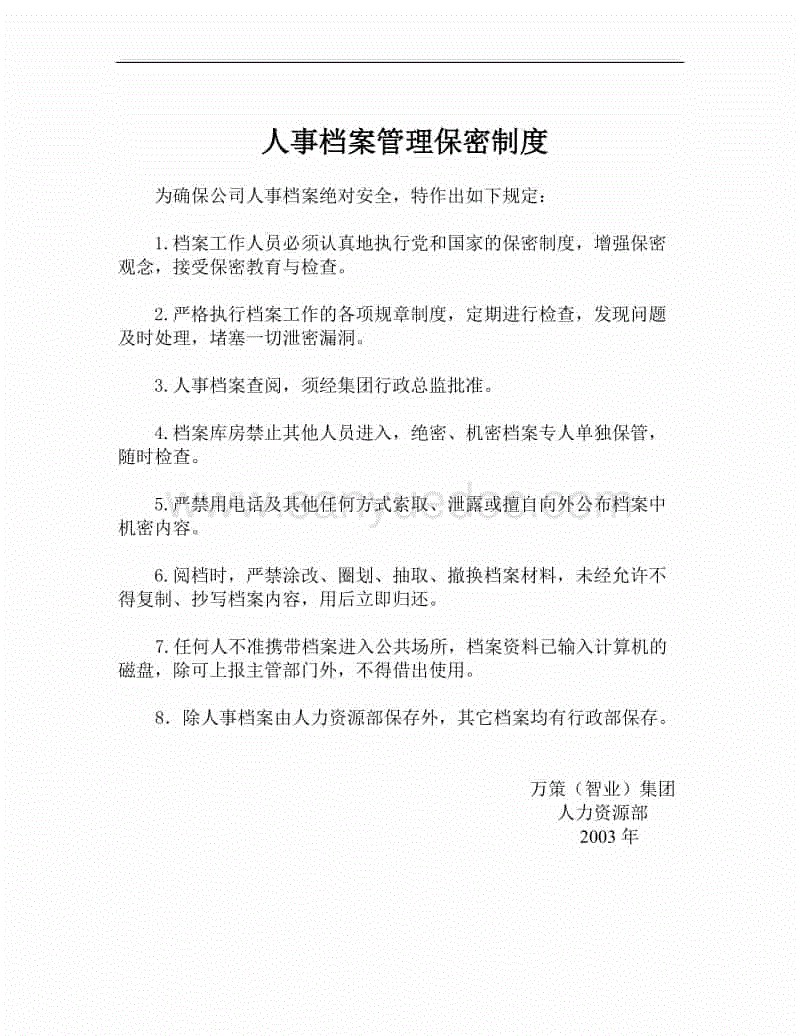 人事档案管理保密制度
为确保公司人事档案绝对安全，特作出如下规定：
1.档案工作人员必须认真地执行党和国家的保密制度，增强保密
观念，接受保密教育与检查。
2.严格执行档案工作的各项规章制度，定期进行检查，发现问题
及时处理，堵塞一切泄密漏洞。
3.人事档案查阅，须经集团行政总监批准。
4.档案库房禁止其他人员进入，绝密、机密档案专人单独保管，
随时检查。
5.严禁用电话及其他任何方式索取、泄露或擅自向外公布档案中
机密内容。
6.阅档时，严禁涂改、圈划、抽取、撤换档案材料，未经允许不
得复制、抄写档案内容，用后立即归还。
7.任何人不准携带档案进入公共场所，档案资料已输入计算机的
磁盘，除可上报主管部门外，不得借出使用。
8．除人事档案由人力资源部保存外，其它档案均有行政部保存。
万策（智业）集团
人力资源部
2003 年